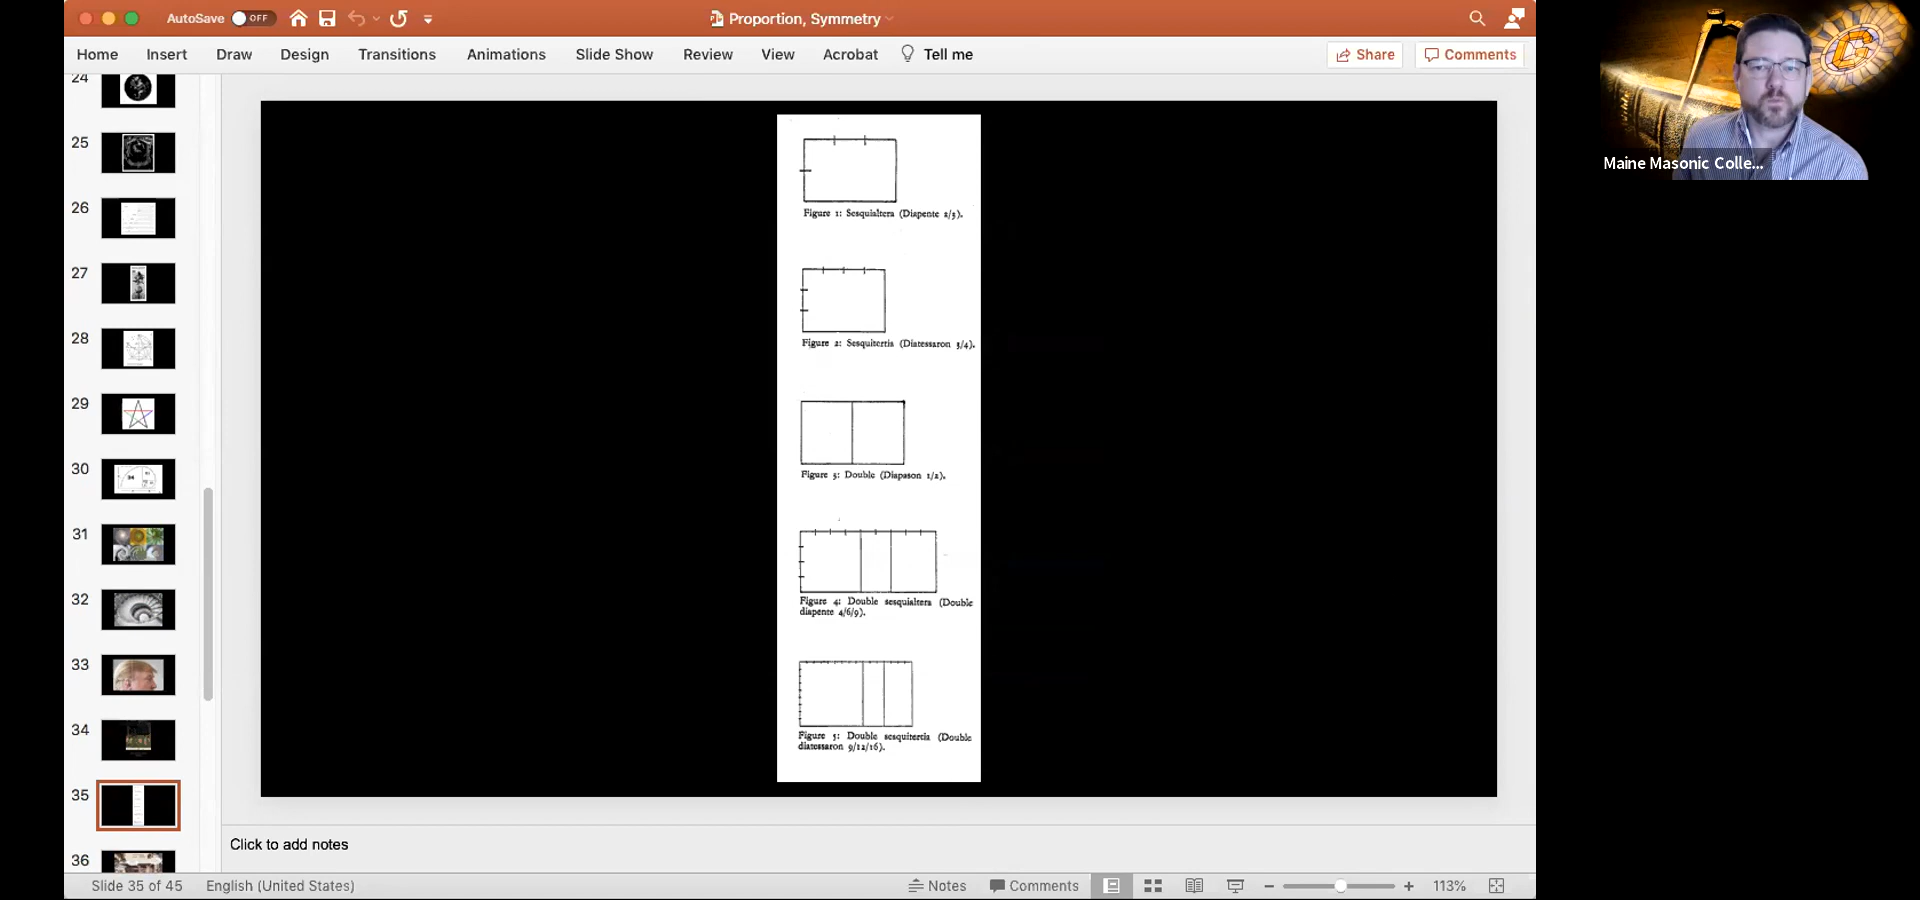 AutoSave OFF
Proportion, Symmetry
Home Insert Draw Design Transitions Animations Slide Show Review View Acrobat Tell me Share Comments
24
25
26
27
28
29
30
31
32
33
34
35
36
Figure 1: Sesquialtera (Diapente 2/3).
Figure 2: Sesquitertia (Diatessaron 3/4).
Figure 3: Double (Diapason 1/2).
Figure 4: Double sesquialtera (Double
diapente 4/6/9).
Figure 5: Double sesquitertia (Double
diatessaron 9/12/16).
Click to add notes
Slide 35 of 45 English (United States) Notes Comments 113%
G
Maine Masonic Colle...